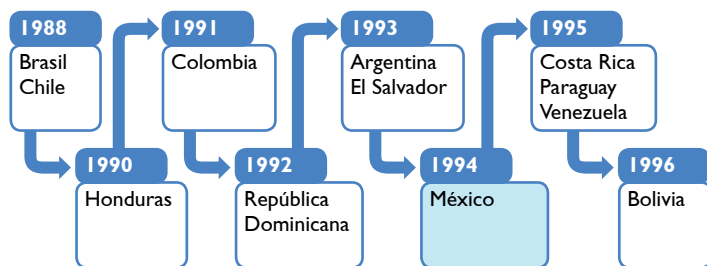 1988
Brasil
Chile
1990
Honduras
1991
Colombia
1992
República
Dominicana
1993
Argentina
El Salvador
1994
México
1995
Costa Rica
Paraguay
Venezuela
1996
Bolivia